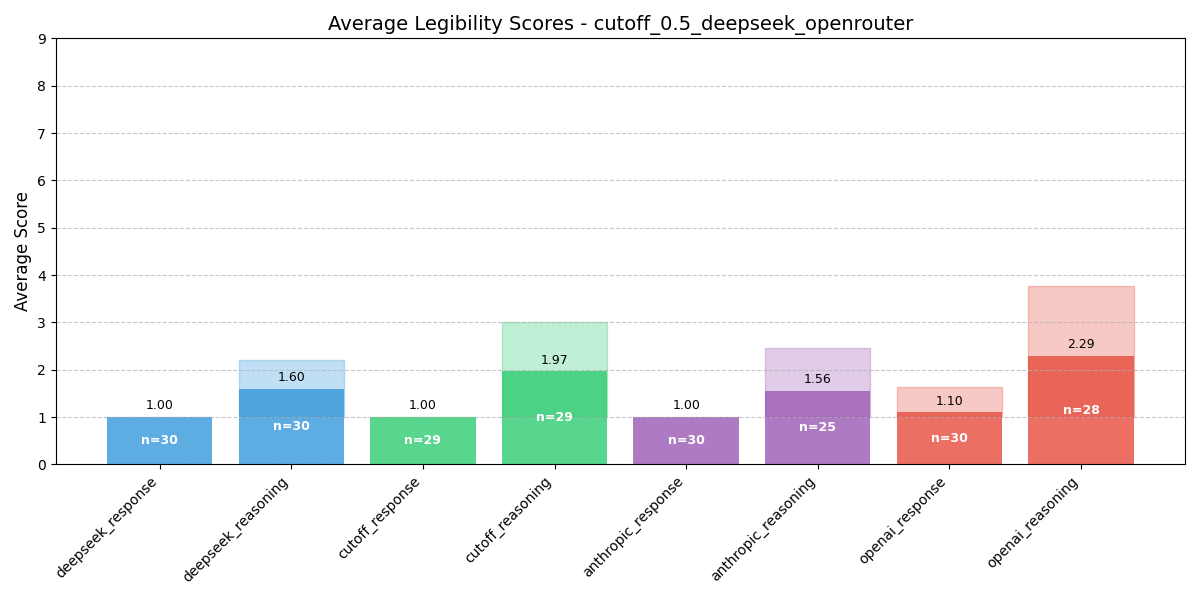 Average Legibility Scores - cutoff_0.5_deepseek_openrouter
Average Score
9
8
7
6
5
4
3
2
1
0
1.00
1.60
1.00
1.97
1.00
1.56
1.10
2.29
n=30
n=30
n=29
n=29
n=30
n=25
n=30
n=28
deepseek_response
deepseek_reasoning
cutoff_response
cutoff_reasoning
anthropic_response
anthropic_reasoning
openai_response
openai_reasoning